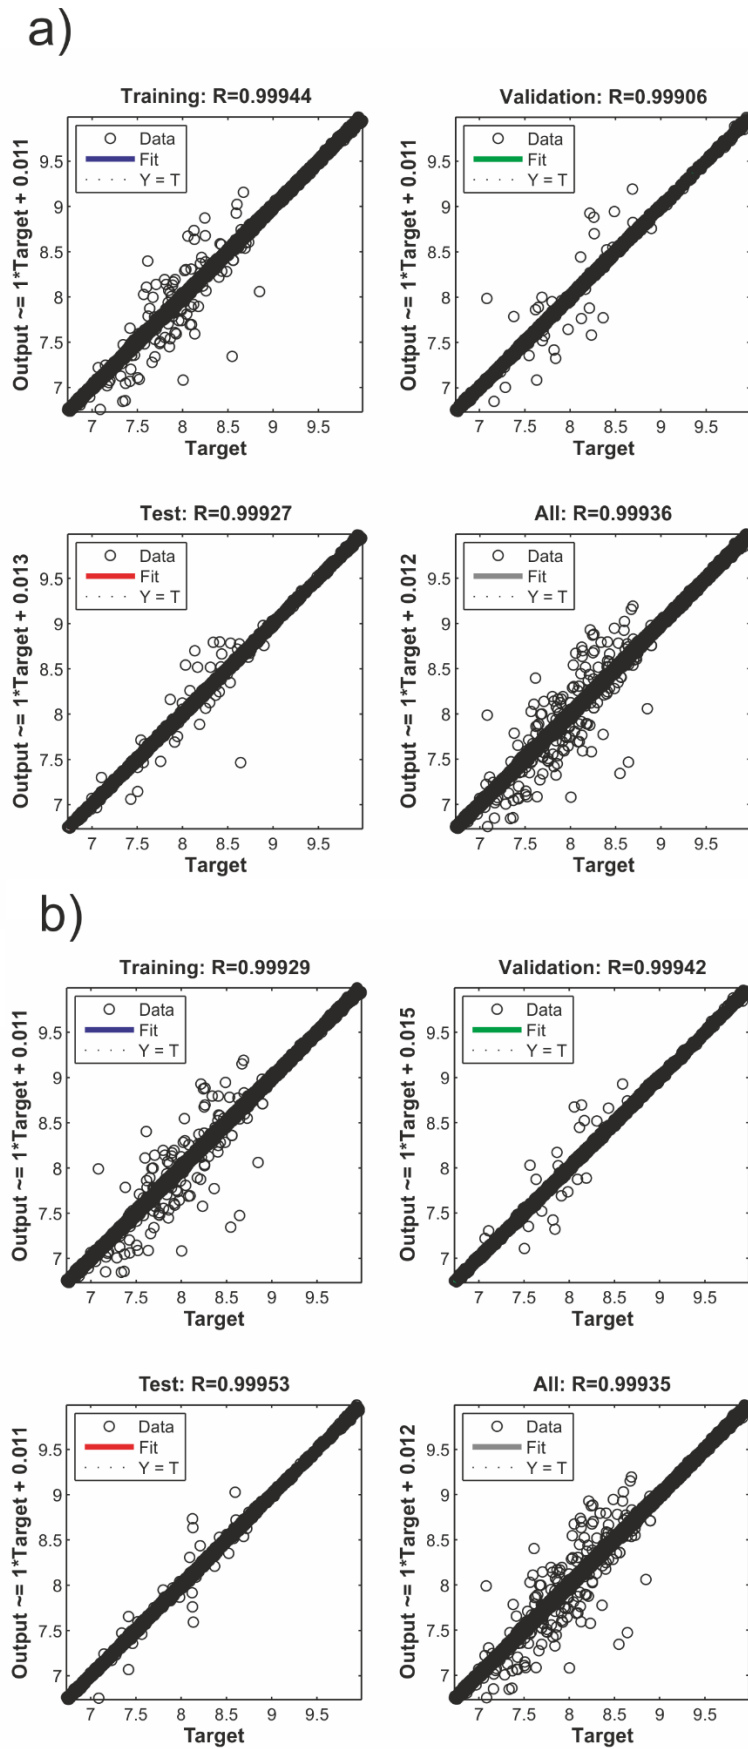 a)
Training: R=0.99944
Output ~= 1*Target + 0.011
Data
Fit
Y = T
9.5
9
8.5
8
7.5
7
7 7.5 8 8.5 9 9.5
Target
Validation: R=0.99906
Output ~= 1*Target + 0.011
Data
Fit
Y = T
9.5
9
8.5
8
7.5
7
7 7.5 8 8.5 9 9.5
Target
Test: R=0.99927
Output ~= 1*Target + 0.013
Data
Fit
Y = T
9.5
9
8.5
8
7.5
7
7 7.5 8 8.5 9 9.5
Target
All: R=0.99936
Output ~= 1*Target + 0.012
Data
Fit
Y = T
9.5
9
8.5
8
7.5
7
7 7.5 8 8.5 9 9.5
Target
b)
Training: R=0.99929
Output ~= 1*Target + 0.011
Data
Fit
Y = T
9.5
9
8.5
8
7.5
7
7 7.5 8 8.5 9 9.5
Target
Validation: R=0.99942
Output ~= 1*Target + 0.015
Data
Fit
Y = T
9.5
9
8.5
8
7.5
7
7 7.5 8 8.5 9 9.5
Target
Test: R=0.99953
Output ~= 1*Target + 0.011
Data
Fit
Y = T
9.5
9
8.5
8
7.5
7
7 7.5 8 8.5 9 9.5
Target
All: R=0.99935
Output ~= 1*Target + 0.012
Data
Fit
Y = T
9.5
9
8.5
8
7.5
7
7 7.5 8 8.5 9 9.5
Target